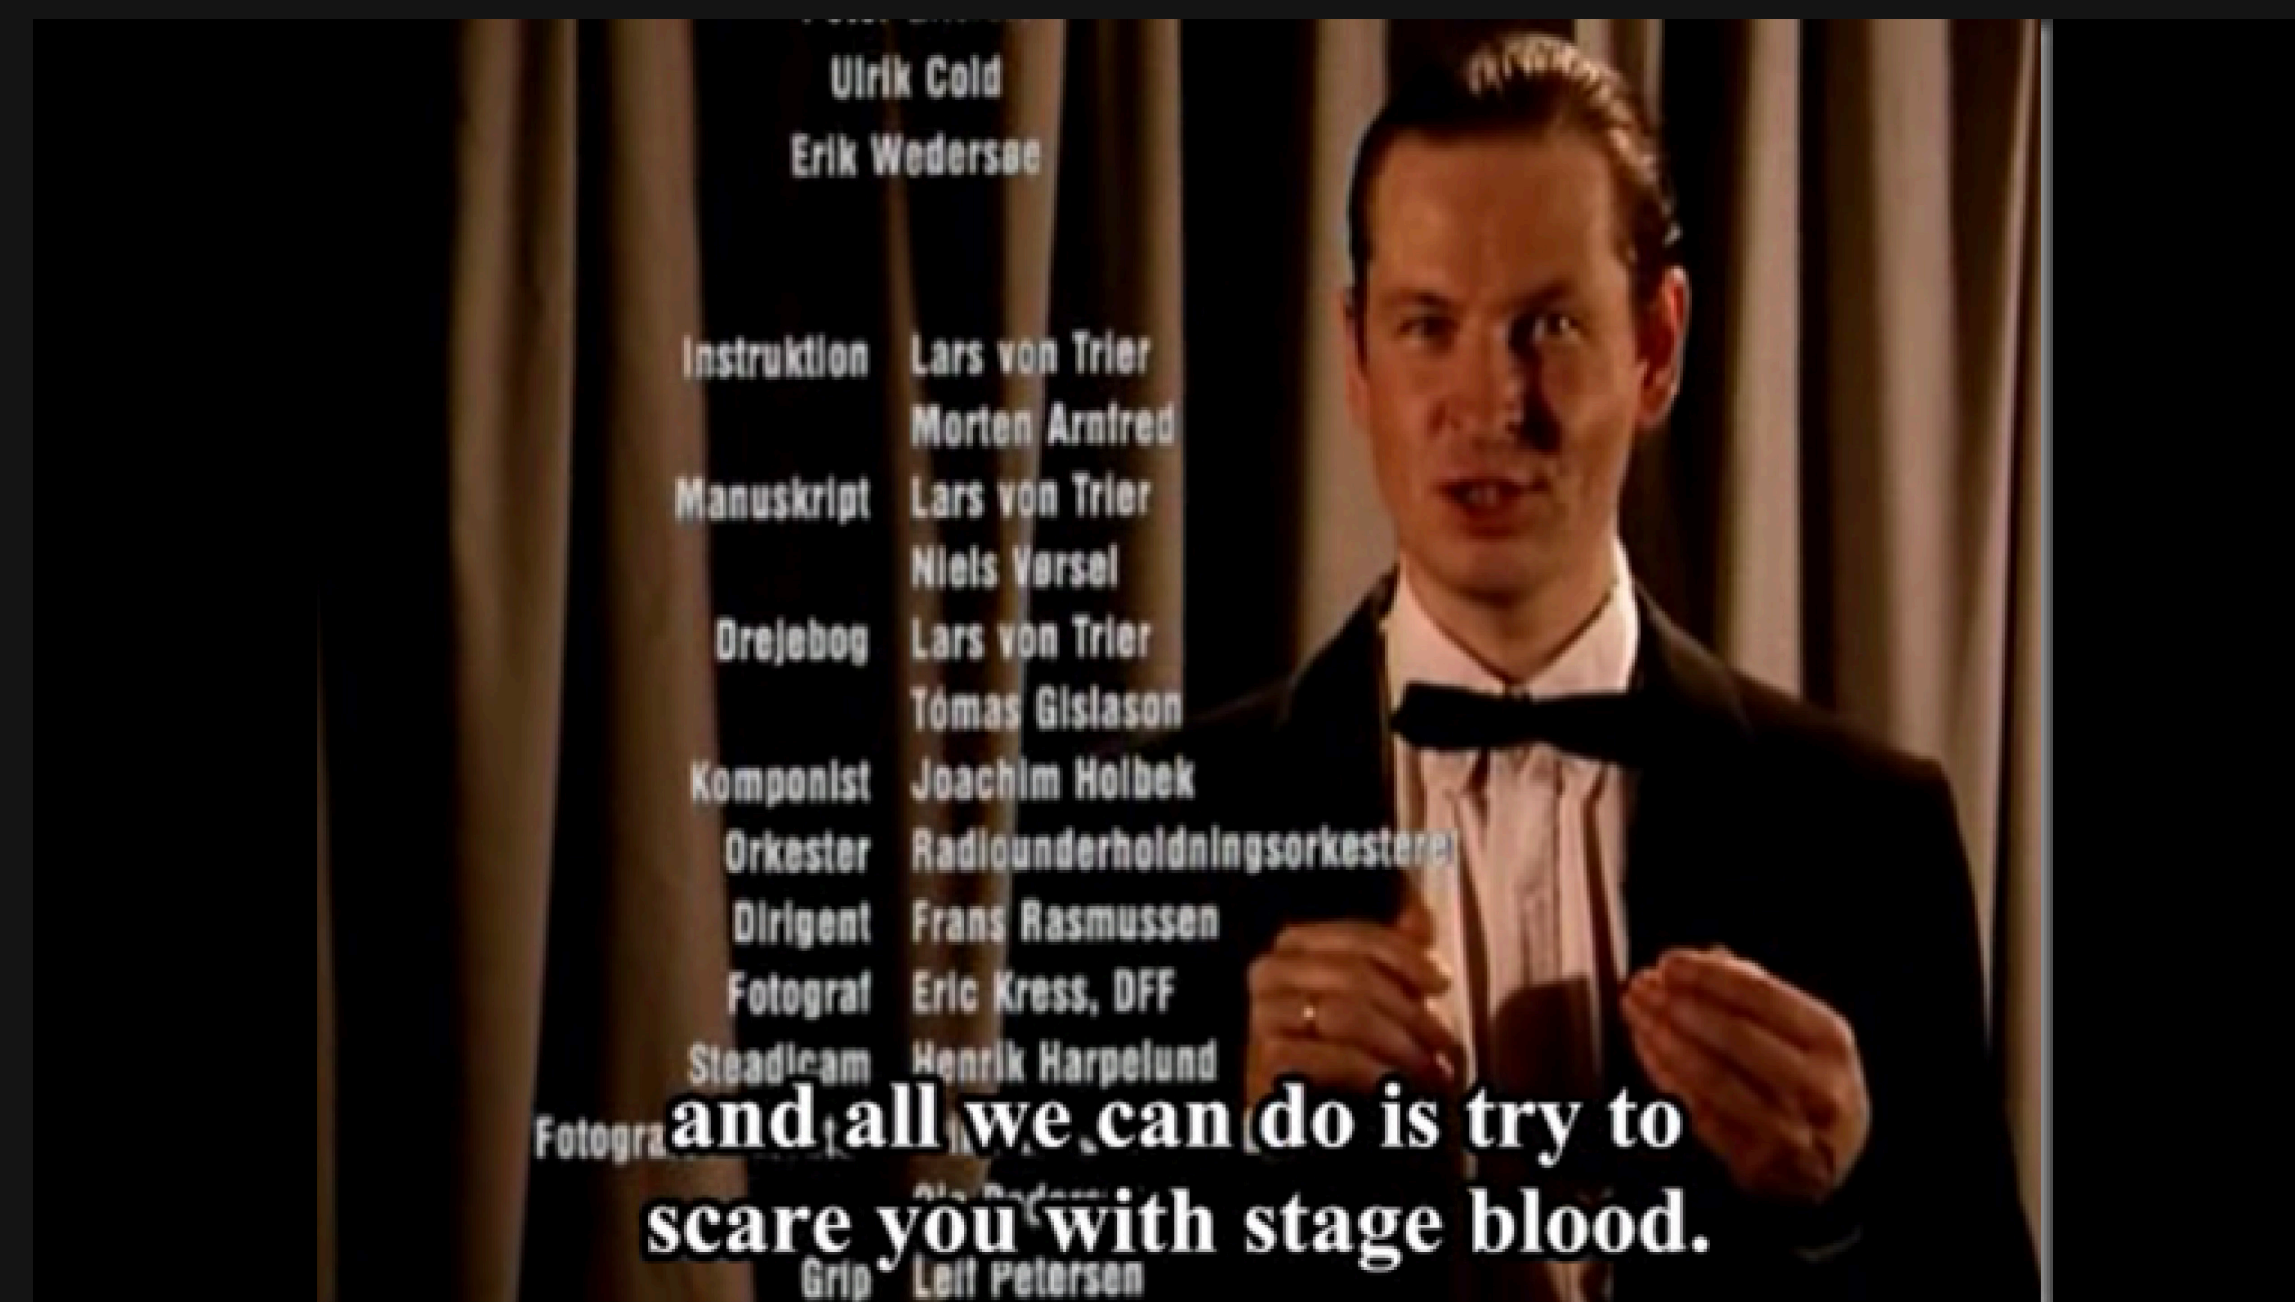 Ulrik Cold
Erik Wedersøe
Instruktion Lars von Trier
Morten Arnfred
Manuskript Lars von Trier
Niels Vørsel
Drejebog Lars von Trier
Tómas Gislason
Komponist Joachim Holbek
Orkester Radiounderholdningsorkesteret
Dirigent Frans Rasmussen
Fotograf Eric Kress, DFF
Steadicam Henrik Harpelund
and all we can do is try to
scare you with stage blood.
Grip Leif Petersen